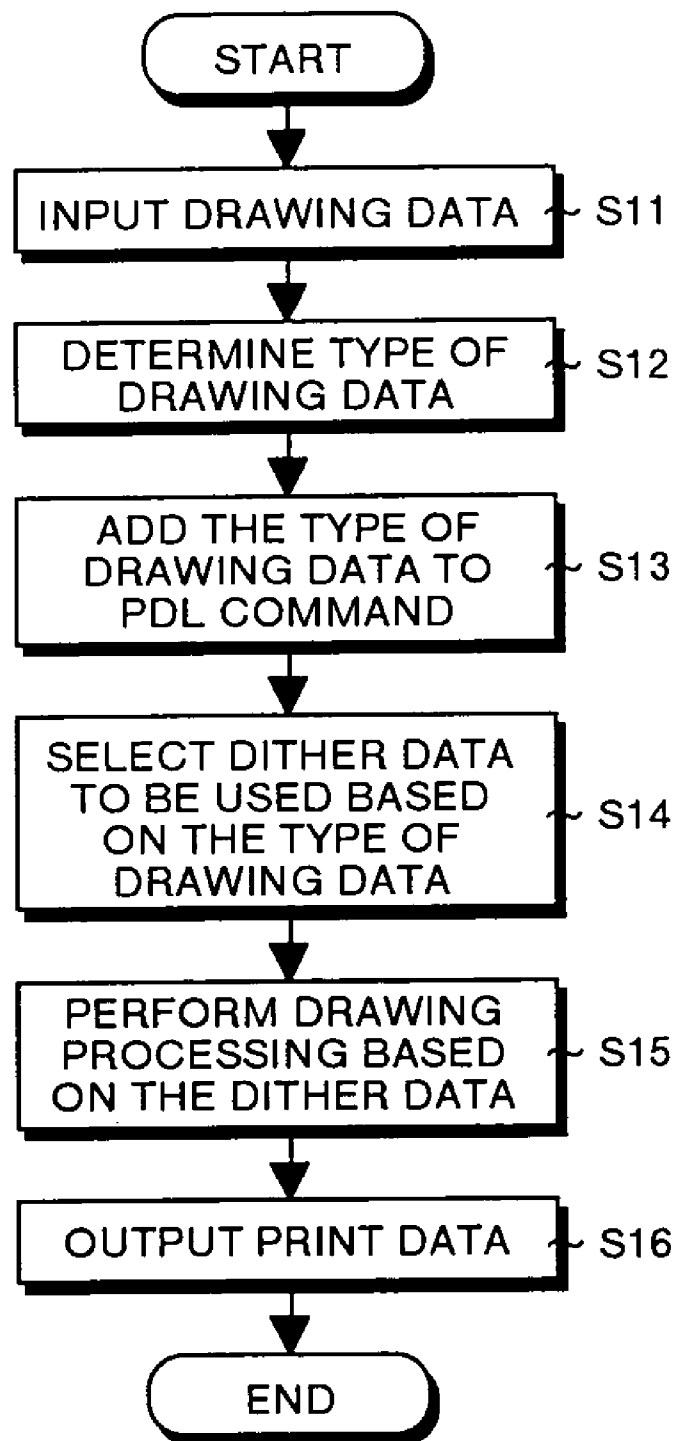 START
INPUT DRAWING DATA
S11
DETERMINE TYPE OF
DRAWING DATA
S12
ADD THE TYPE OF
DRAWING DATA TO
PDL COMMAND
S13
SELECT DITHER DATA
TO BE USED BASED
ON THE TYPE OF
DRAWING DATA
S14
PERFORM DRAWING
PROCESSING BASED
ON THE DITHER DATA
S15
OUTPUT PRINT DATA
S16
END